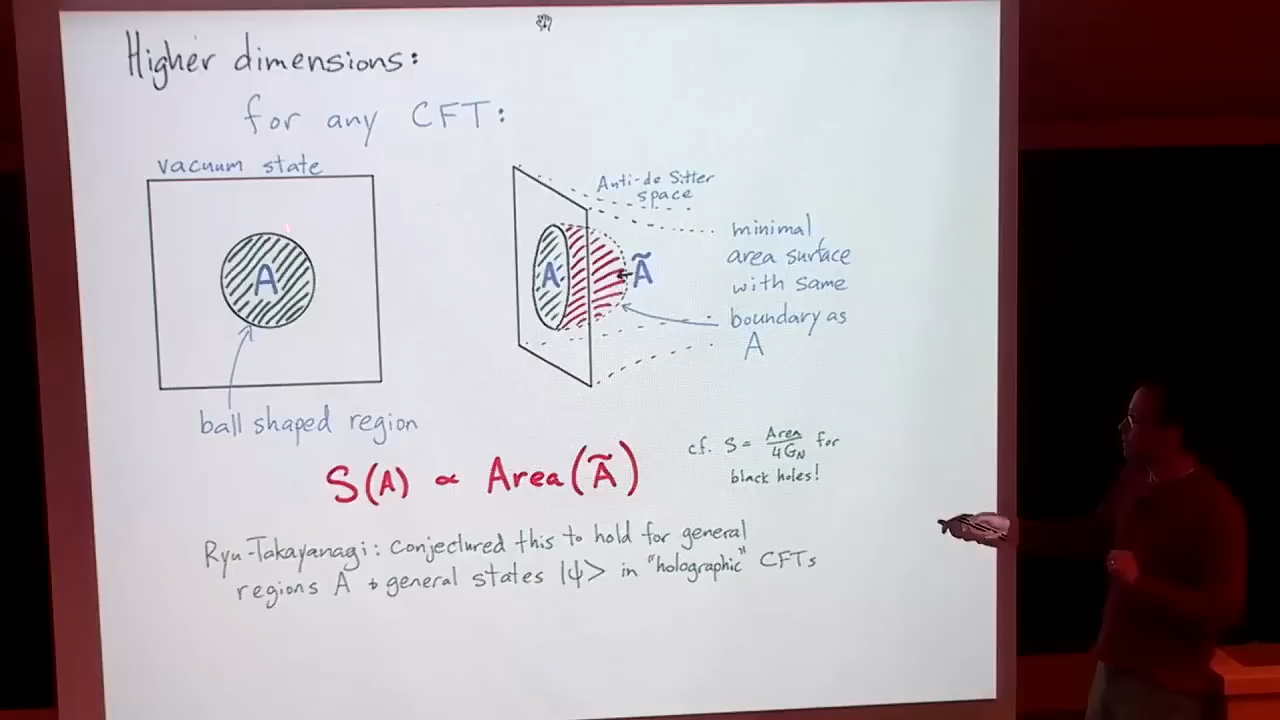 Higher dimensions:
for any CFT:
vacuum state
A
ball shaped region
Anti-de Sitter
space
A
Ã
minimal
area surface
with same
boundary as
A
S(A) ∝ Area(Ã)
cf. S = Area/4G_N for
black holes!
Ryu-Takayanagi: conjectured this to hold for general
regions A + general states |ψ> in "holographic" CFTs